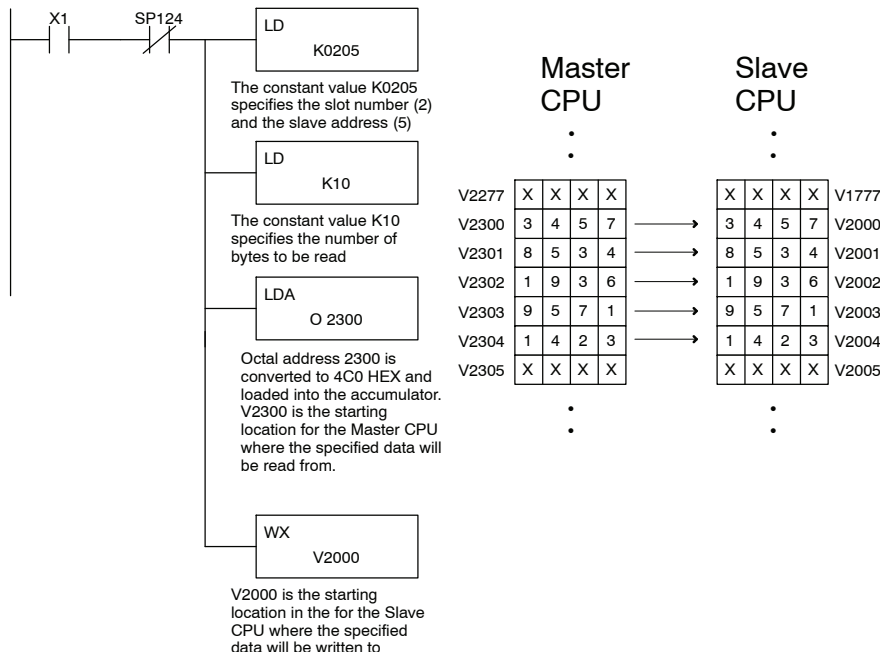 X1 SP124
LD
K0205
The constant value K0205
specifies the slot number (2)
and the slave address (5)
LD
K10
The constant value K10
specifies the number of
bytes to be read
LDA
O 2300
Octal address 2300 is
converted to 4C0 HEX and
loaded into the accumulator.
V2300 is the starting
location for the Master CPU
where the specified data will
be read from.
WX
V2000
V2000 is the starting
location in the for the Slave
CPU where the specified
data will be written to
Master
CPU
Slave
CPU
V2277 X X X X X X X X V1777
V2300 3 4 5 7 3 4 5 7 V2000
V2301 8 5 3 4 8 5 3 4 V2001
V2302 1 9 3 6 1 9 3 6 V2002
V2303 9 5 7 1 9 5 7 1 V2003
V2304 1 4 2 3 1 4 2 3 V2004
V2305 X X X X X X X X V2005